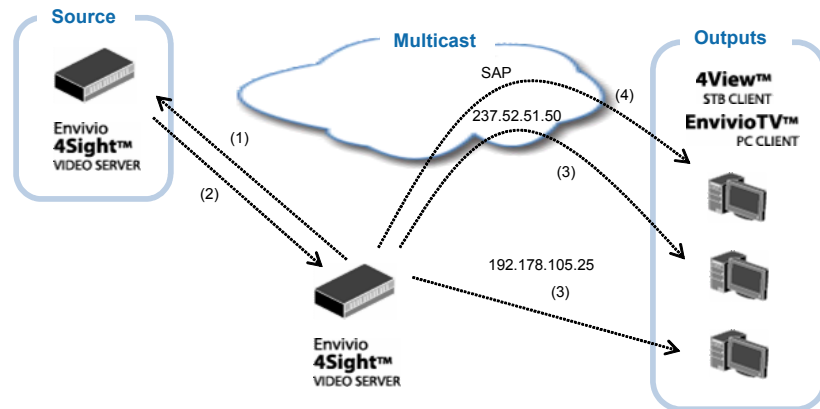 Source
Multicast
Outputs
SAP
(4)
4View™
STB CLIENT
EnvivioTV™
PC CLIENT
237.52.51.50
Envivio
4Sight™
VIDEO SERVER
(1)
(2)
(3)
192.178.105.25
(3)
Envivio
4Sight™
VIDEO SERVER